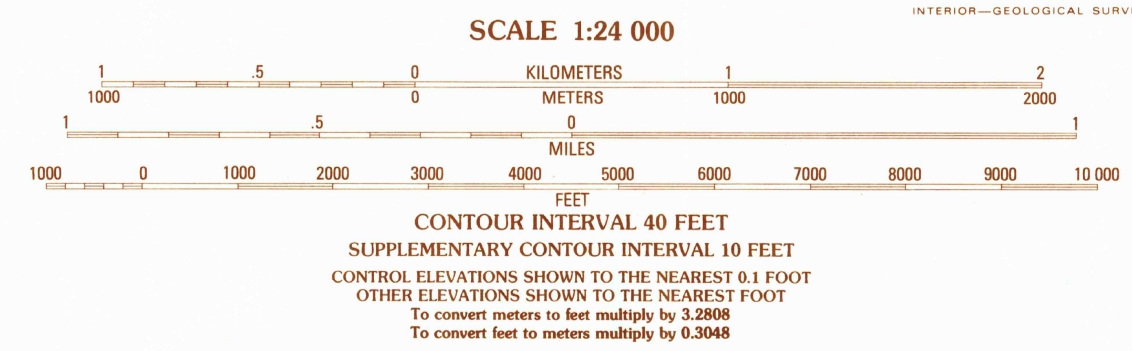 INTERIOR—GEOLOGICAL SURV
SCALE 1:24 000
1 .5 0 KILOMETERS 1 2
1000 0 METERS 1000 2000
1 .5 0 1
MILES
1000 0 1000 2000 3000 4000 5000 6000 7000 8000 9000 10 000
FEET
CONTOUR INTERVAL 40 FEET
SUPPLEMENTARY CONTOUR INTERVAL 10 FEET
CONTROL ELEVATIONS SHOWN TO THE NEAREST 0.1 FOOT
OTHER ELEVATIONS SHOWN TO THE NEAREST FOOT
To convert meters to feet multiply by 3.2808
To convert feet to meters multiply by 0.3048